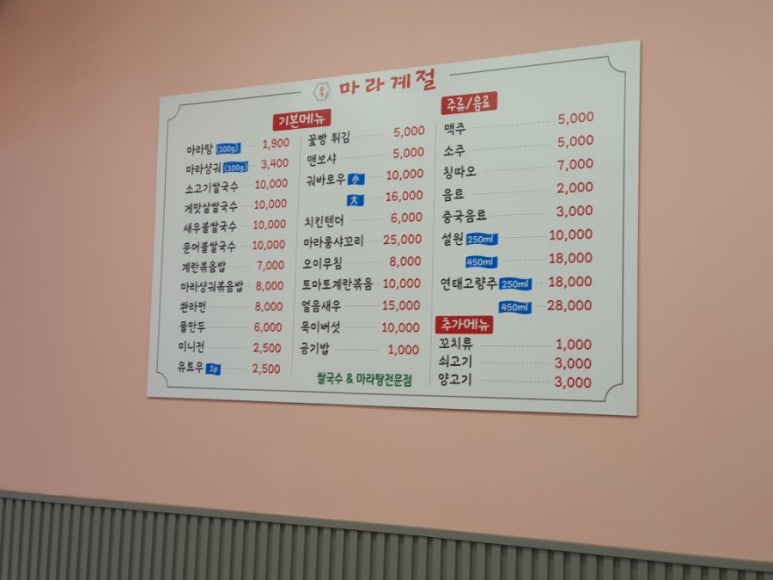 마라계절
기본메뉴
마라탕 100g 1,900
마라샹궈 100g 3,400
소고기쌀국수 10,000
게맛살쌀국수 10,000
새우볼쌀국수 10,000
문어볼쌀국수 10,000
계란볶음밥 7,000
마라샹궈볶음밥 8,000
쏸라펀 8,000
물만두 6,000
미니전 2,500
유토우 2p 2,500
꽃빵 튀김 5,000
맨보샤 5,000
궈바로우 小 10,000
大 16,000
치킨텐더 6,000
마라롱샤꼬리 25,000
오이무침 8,000
토마토계란볶음 10,000
얼음새우 15,000
목이버섯 10,000
공기밥 1,000
쌀국수 & 마라탕전문점
주류/음료
맥주 5,000
소주 5,000
칭따오 7,000
음료 2,000
중국음료 3,000
설원 250ml 10,000
450ml 18,000
연태고량주 250ml 18,000
450ml 28,000
추가메뉴
꼬치류 1,000
쇠고기 3,000
양고기 3,000